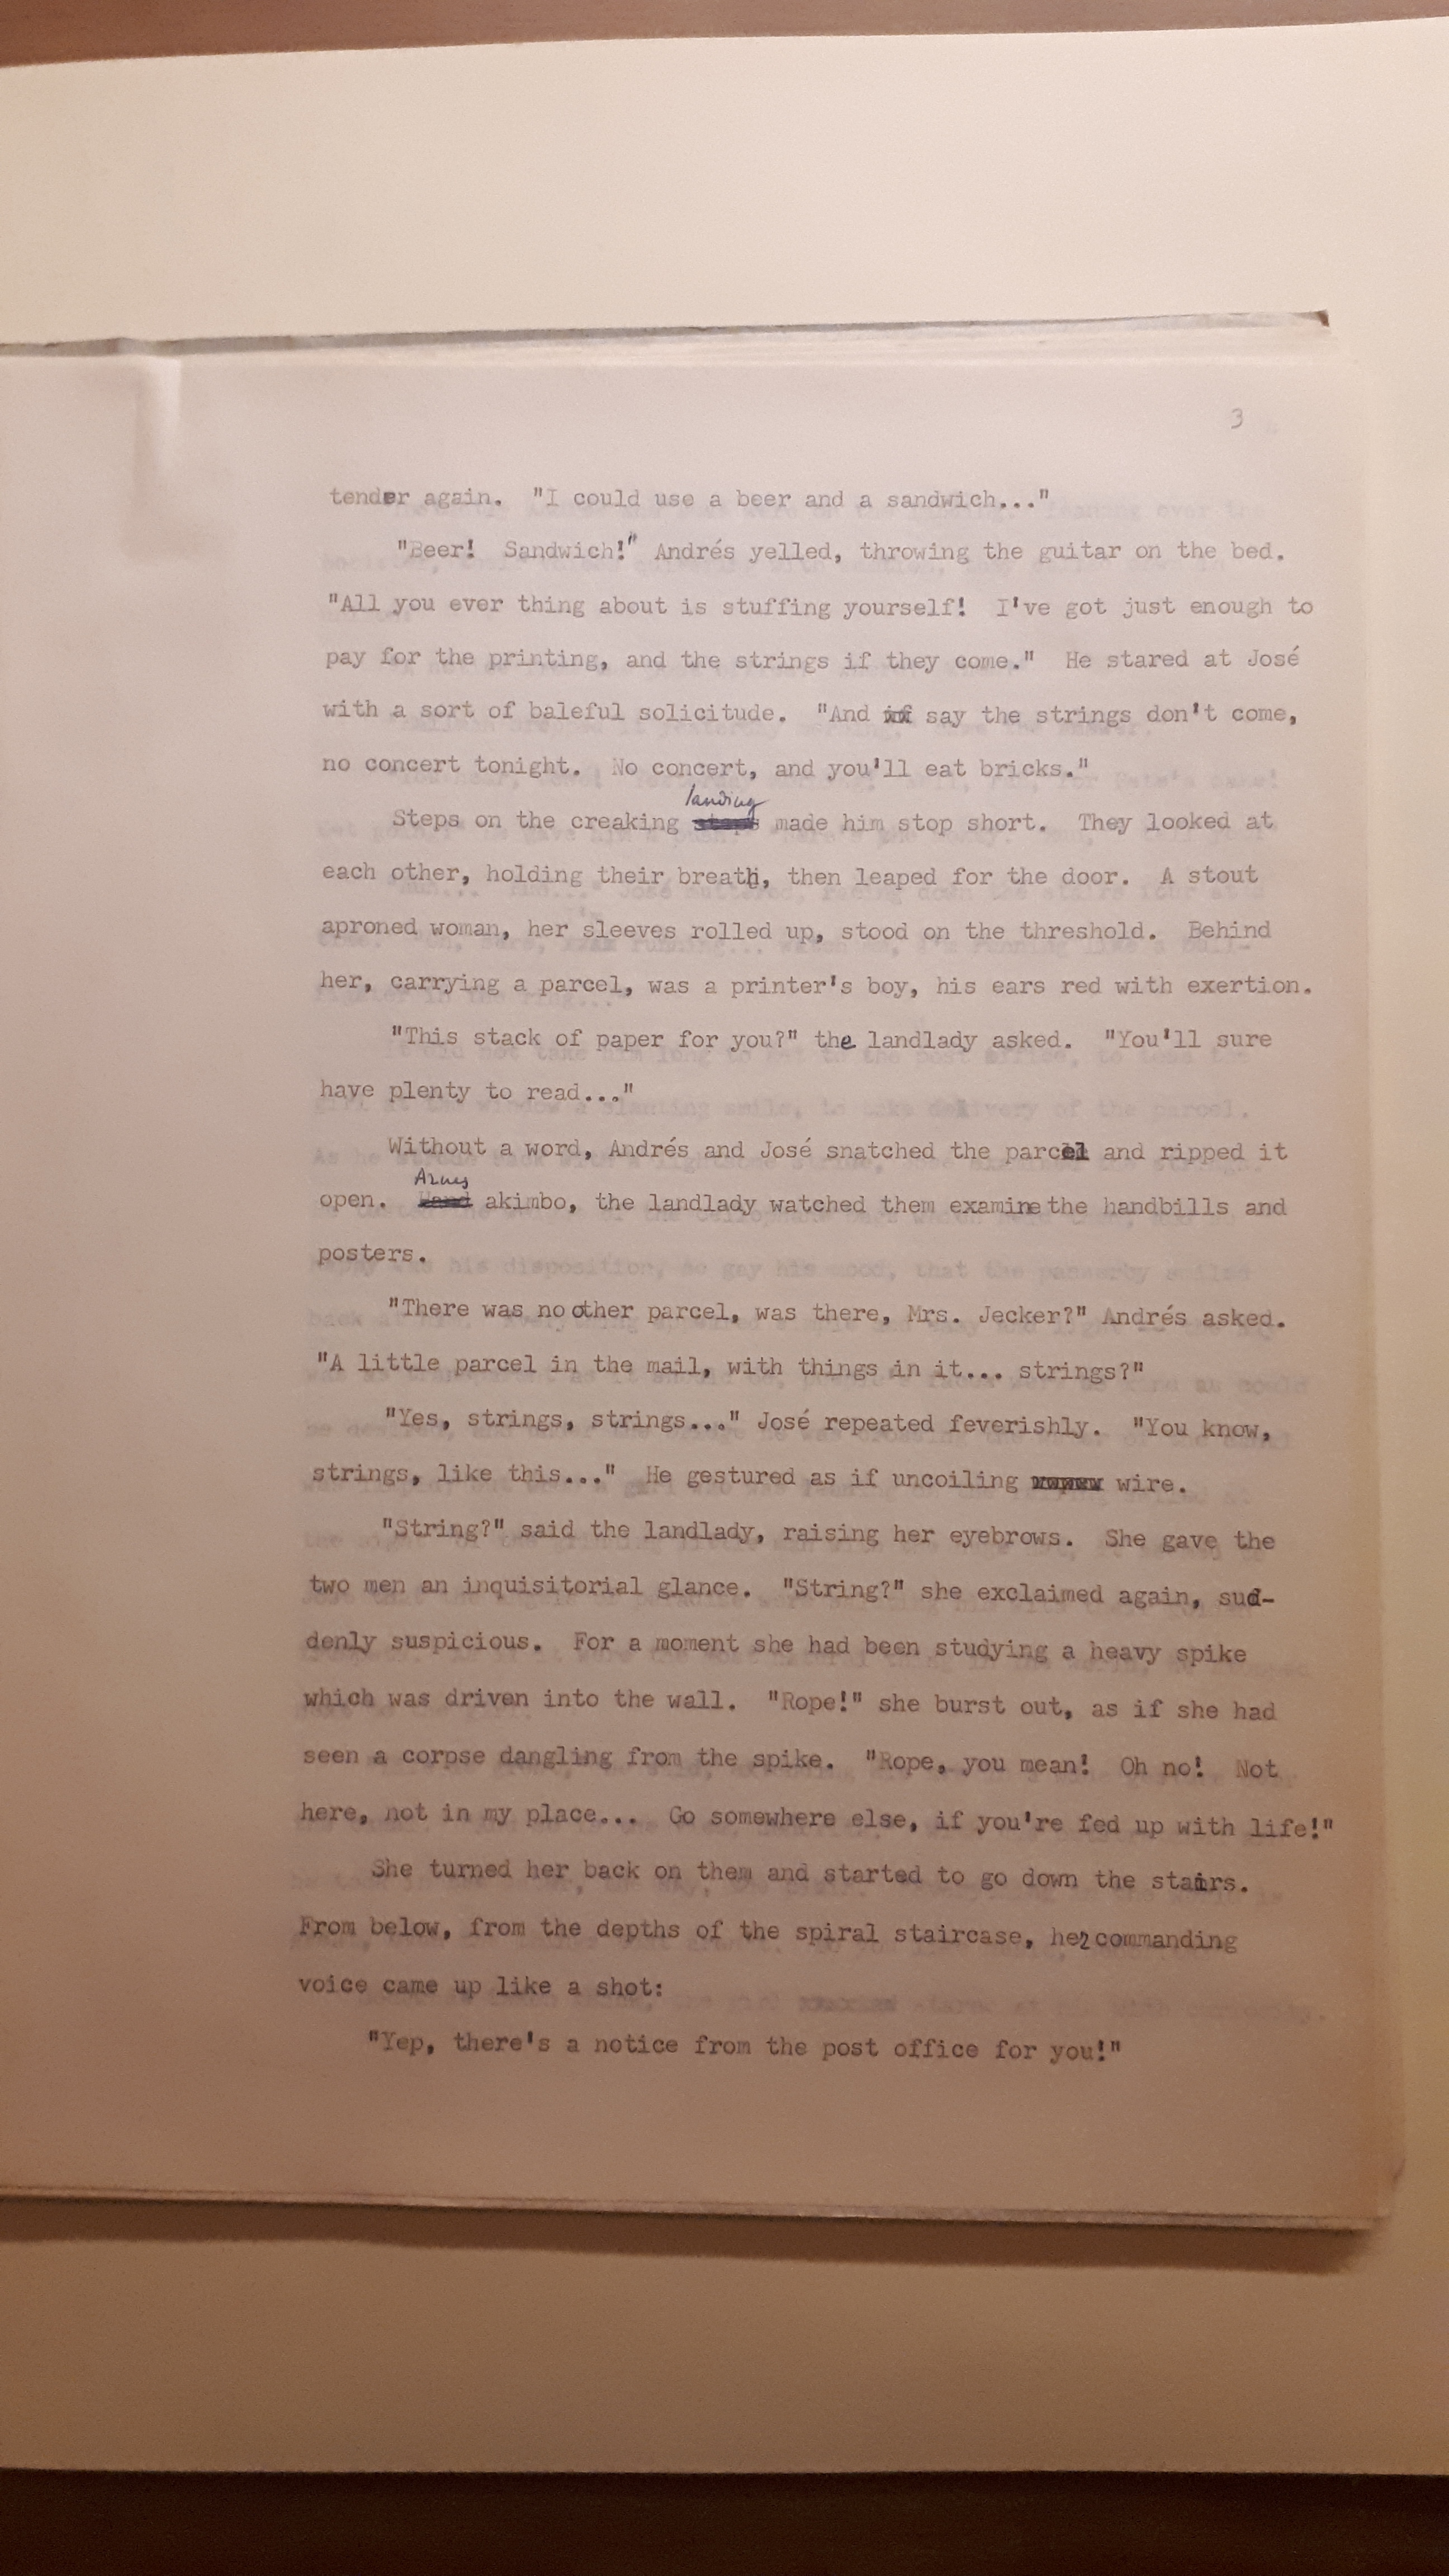 3
tender again. "I could use a beer and a sandwich..."
"Beer! Sandwich!" Andrés yelled, throwing the guitar on the bed.
"All you ever thing about is stuffing yourself! I've got just enough to
pay for the printing, and the strings if they come." He stared at José
with a sort of baleful solicitude. "And if say the strings don't come,
no concert tonight. No concert, and you'll eat bricks."
landing
Steps on the creaking steps made him stop short. They looked at
each other, holding their breath, then leaped for the door. A stout
aproned woman, her sleeves rolled up, stood on the threshold. Behind
her, carrying a parcel, was a printer's boy, his ears red with exertion.
"This stack of paper for you?" the landlady asked. "You'll sure
have plenty to read..."
Without a word, Andrés and José snatched the parcel and ripped it
Arms
open. Hand akimbo, the landlady watched them examine the handbills and
posters.
"There was no other parcel, was there, Mrs. Jecker?" Andrés asked.
"A little parcel in the mail, with things in it... strings?"
"Yes, strings, strings..." José repeated feverishly. "You know,
strings, like this..." He gestured as if uncoiling wire.
"String?" said the landlady, raising her eyebrows. She gave the
two men an inquisitorial glance. "String?" she exclaimed again, sud-
denly suspicious. For a moment she had been studying a heavy spike
which was driven into the wall. "Rope!" she burst out, as if she had
seen a corpse dangling from the spike. "Rope, you mean! Oh no! Not
here, not in my place... Go somewhere else, if you're fed up with life!"
She turned her back on them and started to go down the stairs.
From below, from the depths of the spiral staircase, her commanding
voice came up like a shot:
"Yep, there's a notice from the post office for you!"